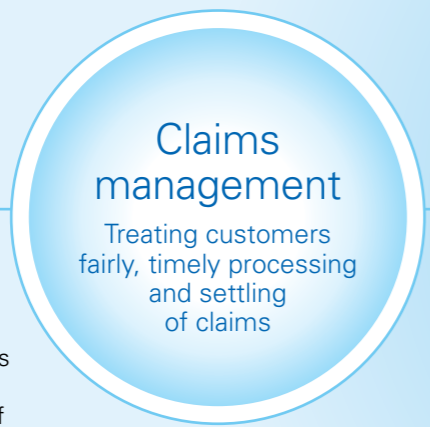 Claims
management
Treating customers
fairly, timely processing
and settling
of claims
s
f